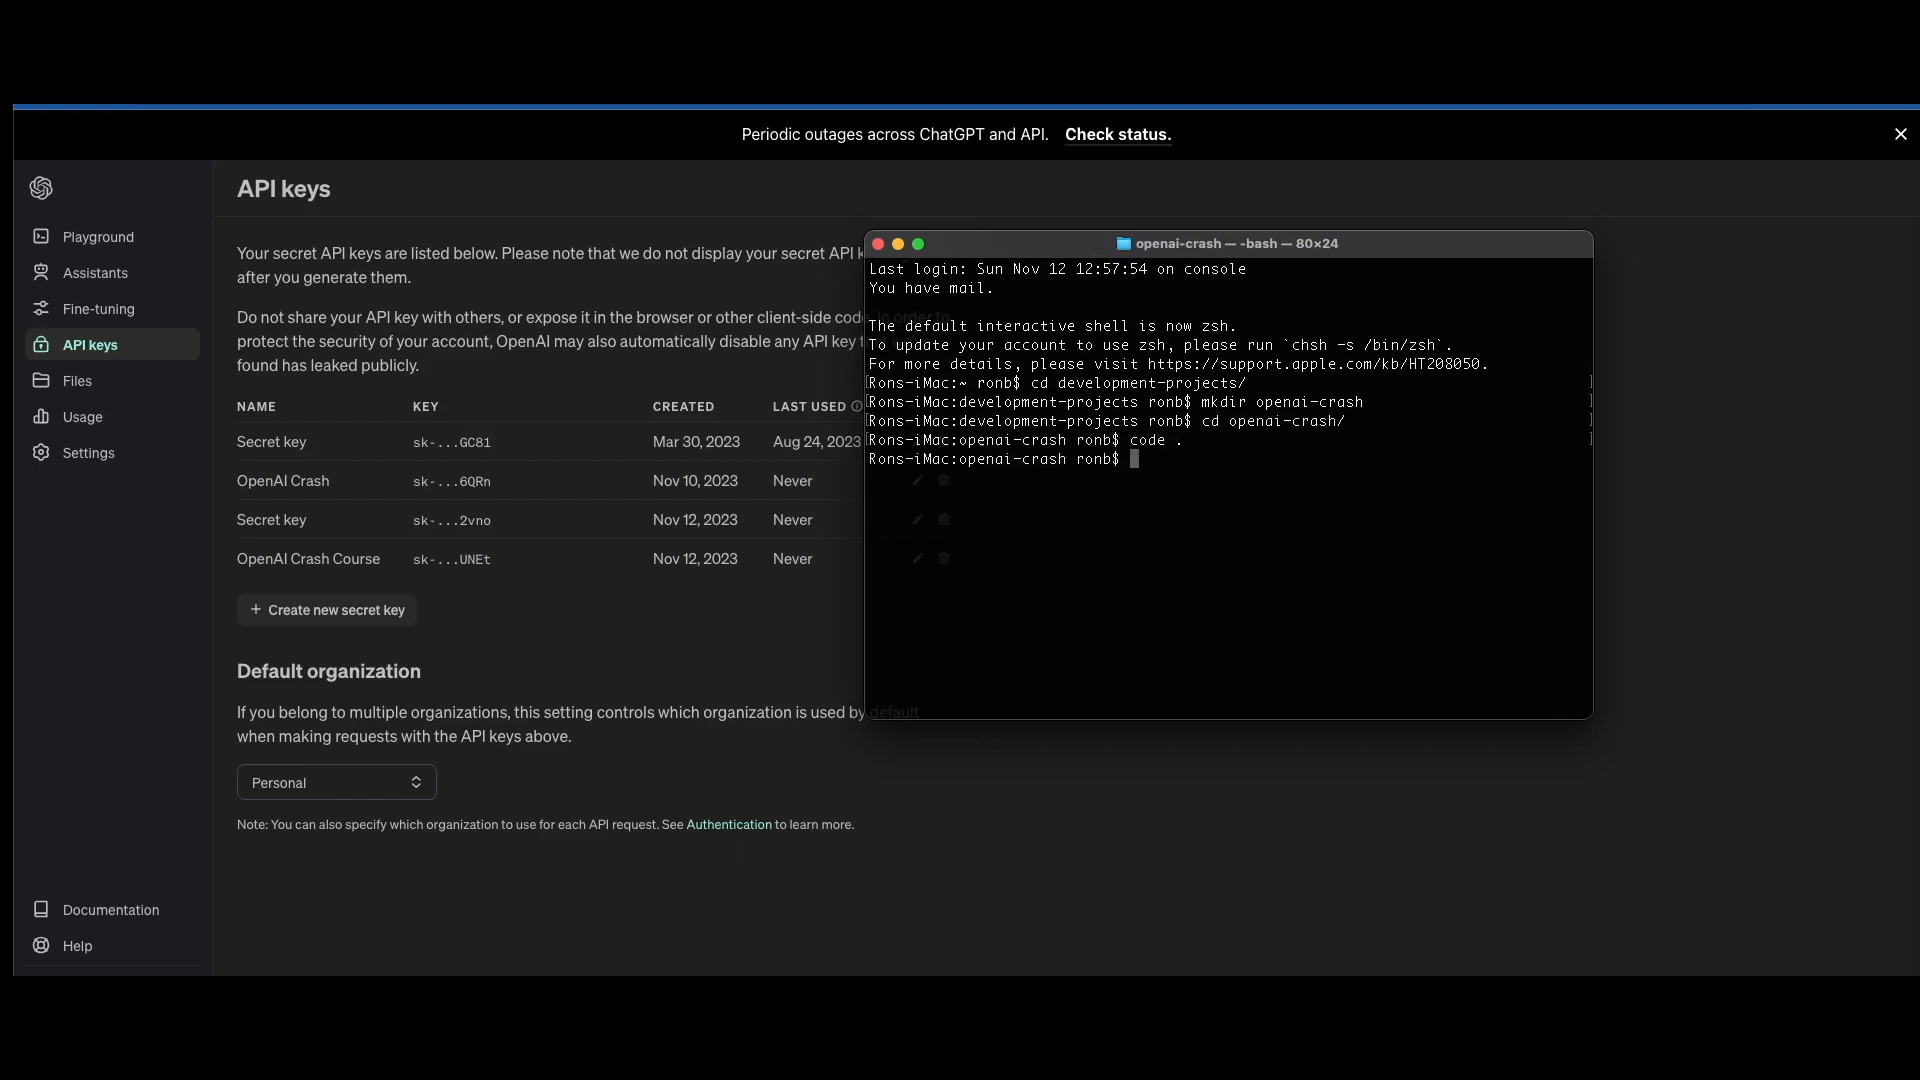 Periodic outages across ChatGPT and API. Check status.
API keys
Playground
Assistants
Fine-tuning
API keys
Files
Usage
Settings
Documentation
Help
Your secret API keys are listed below. Please note that we do not display your secret API k
after you generate them.
Do not share your API key with others, or expose it in the browser or other client-side code. In order to
protect the security of your account, OpenAI may also automatically disable any API key t
found has leaked publicly.
NAME KEY CREATED LAST USED
Secret key sk-...GC81 Mar 30, 2023 Aug 24, 2023
OpenAI Crash sk-...6QRn Nov 10, 2023 Never
Secret key sk-...2vno Nov 12, 2023 Never
OpenAI Crash Course sk-...UNEt Nov 12, 2023 Never
+ Create new secret key
Default organization
If you belong to multiple organizations, this setting controls which organization is used by default
when making requests with the API keys above.
Personal
Note: You can also specify which organization to use for each API request. See Authentication to learn more.
openai-crash — -bash — 80×24
Last login: Sun Nov 12 12:57:54 on console
You have mail.
The default interactive shell is now zsh.
To update your account to use zsh, please run `chsh -s /bin/zsh`.
For more details, please visit https://support.apple.com/kb/HT208050.
[Rons-iMac:~ ronb$ cd development-projects/ ]
[Rons-iMac:development-projects ronb$ mkdir openai-crash ]
[Rons-iMac:development-projects ronb$ cd openai-crash/ ]
[Rons-iMac:openai-crash ronb$ code . ]
Rons-iMac:openai-crash ronb$